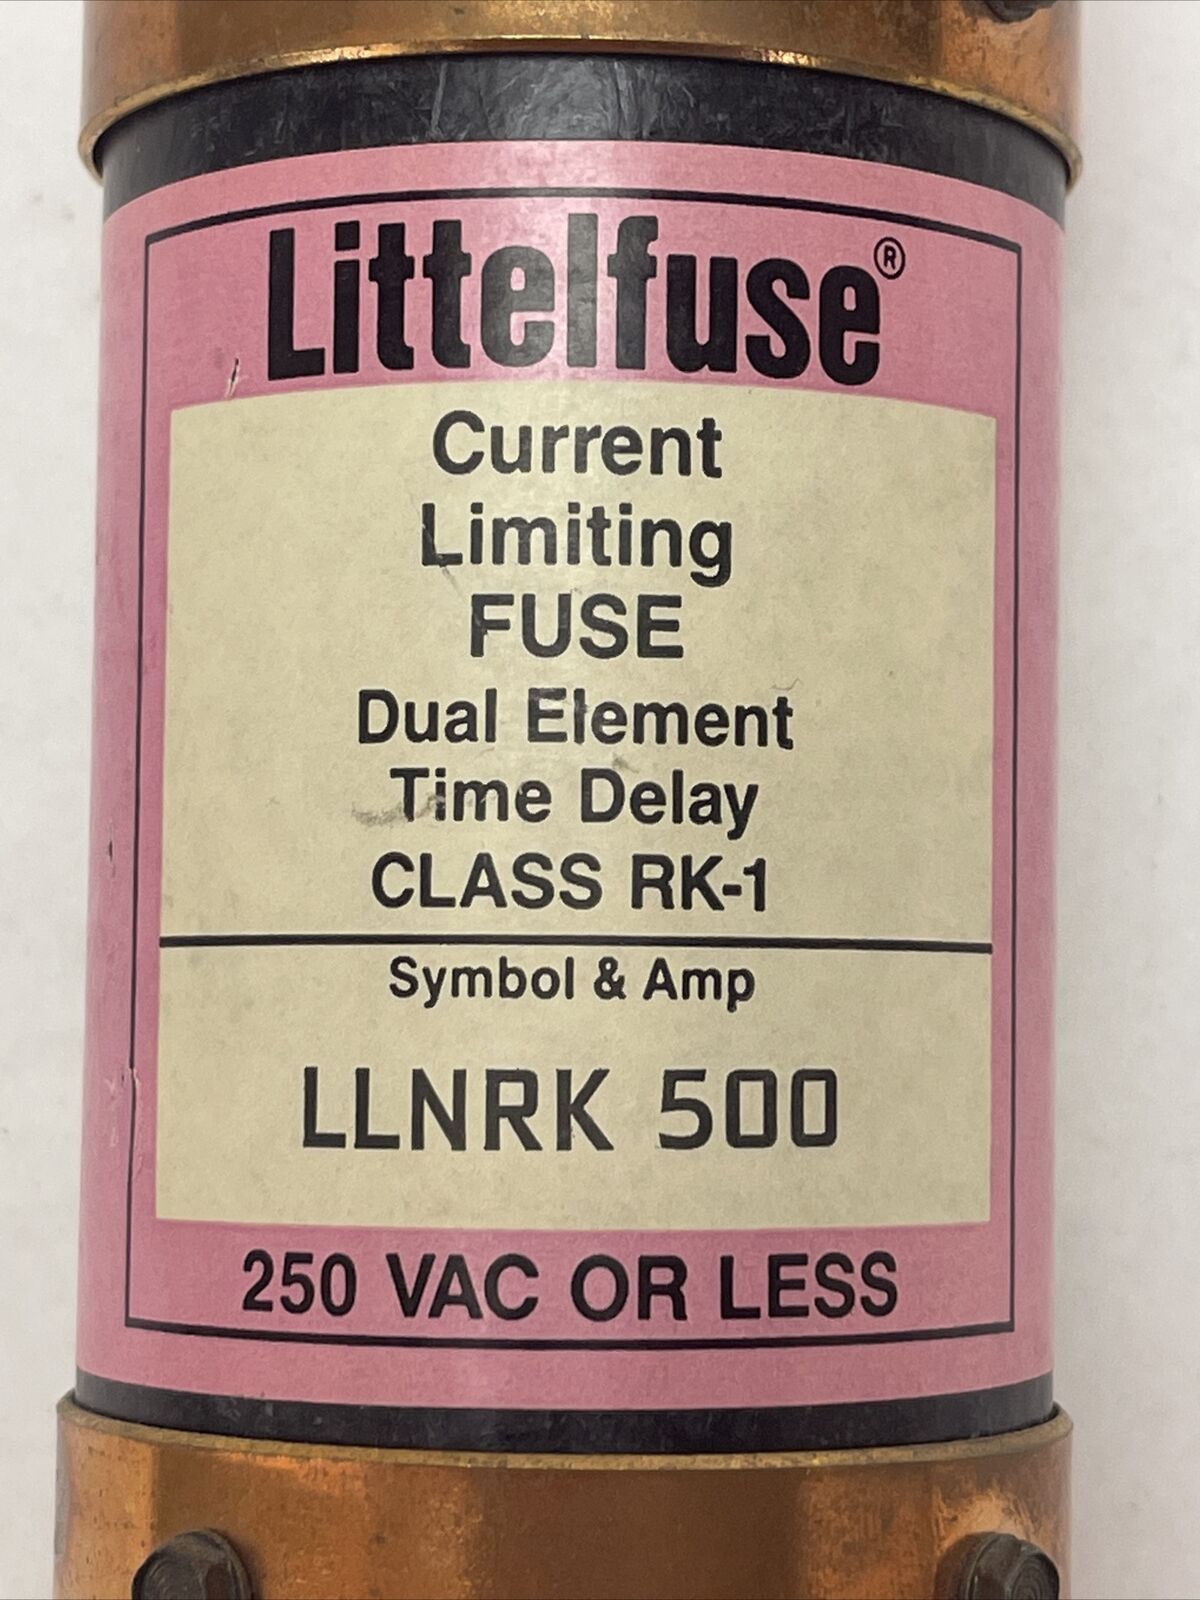 Littelfuse®
Current
Limiting
FUSE
Dual Element
Time Delay
CLASS RK-1
Symbol & Amp
LLNRK 500
250 VAC OR LESS